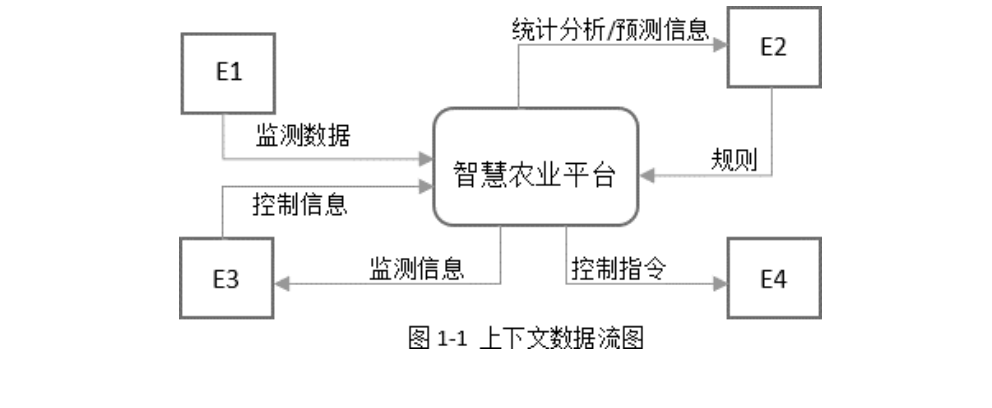 统计分析/预测信息
E1
E2
监测数据
规则
智慧农业平台
控制信息
E3
监测信息
控制指令
E4
图 1-1 上下文数据流图